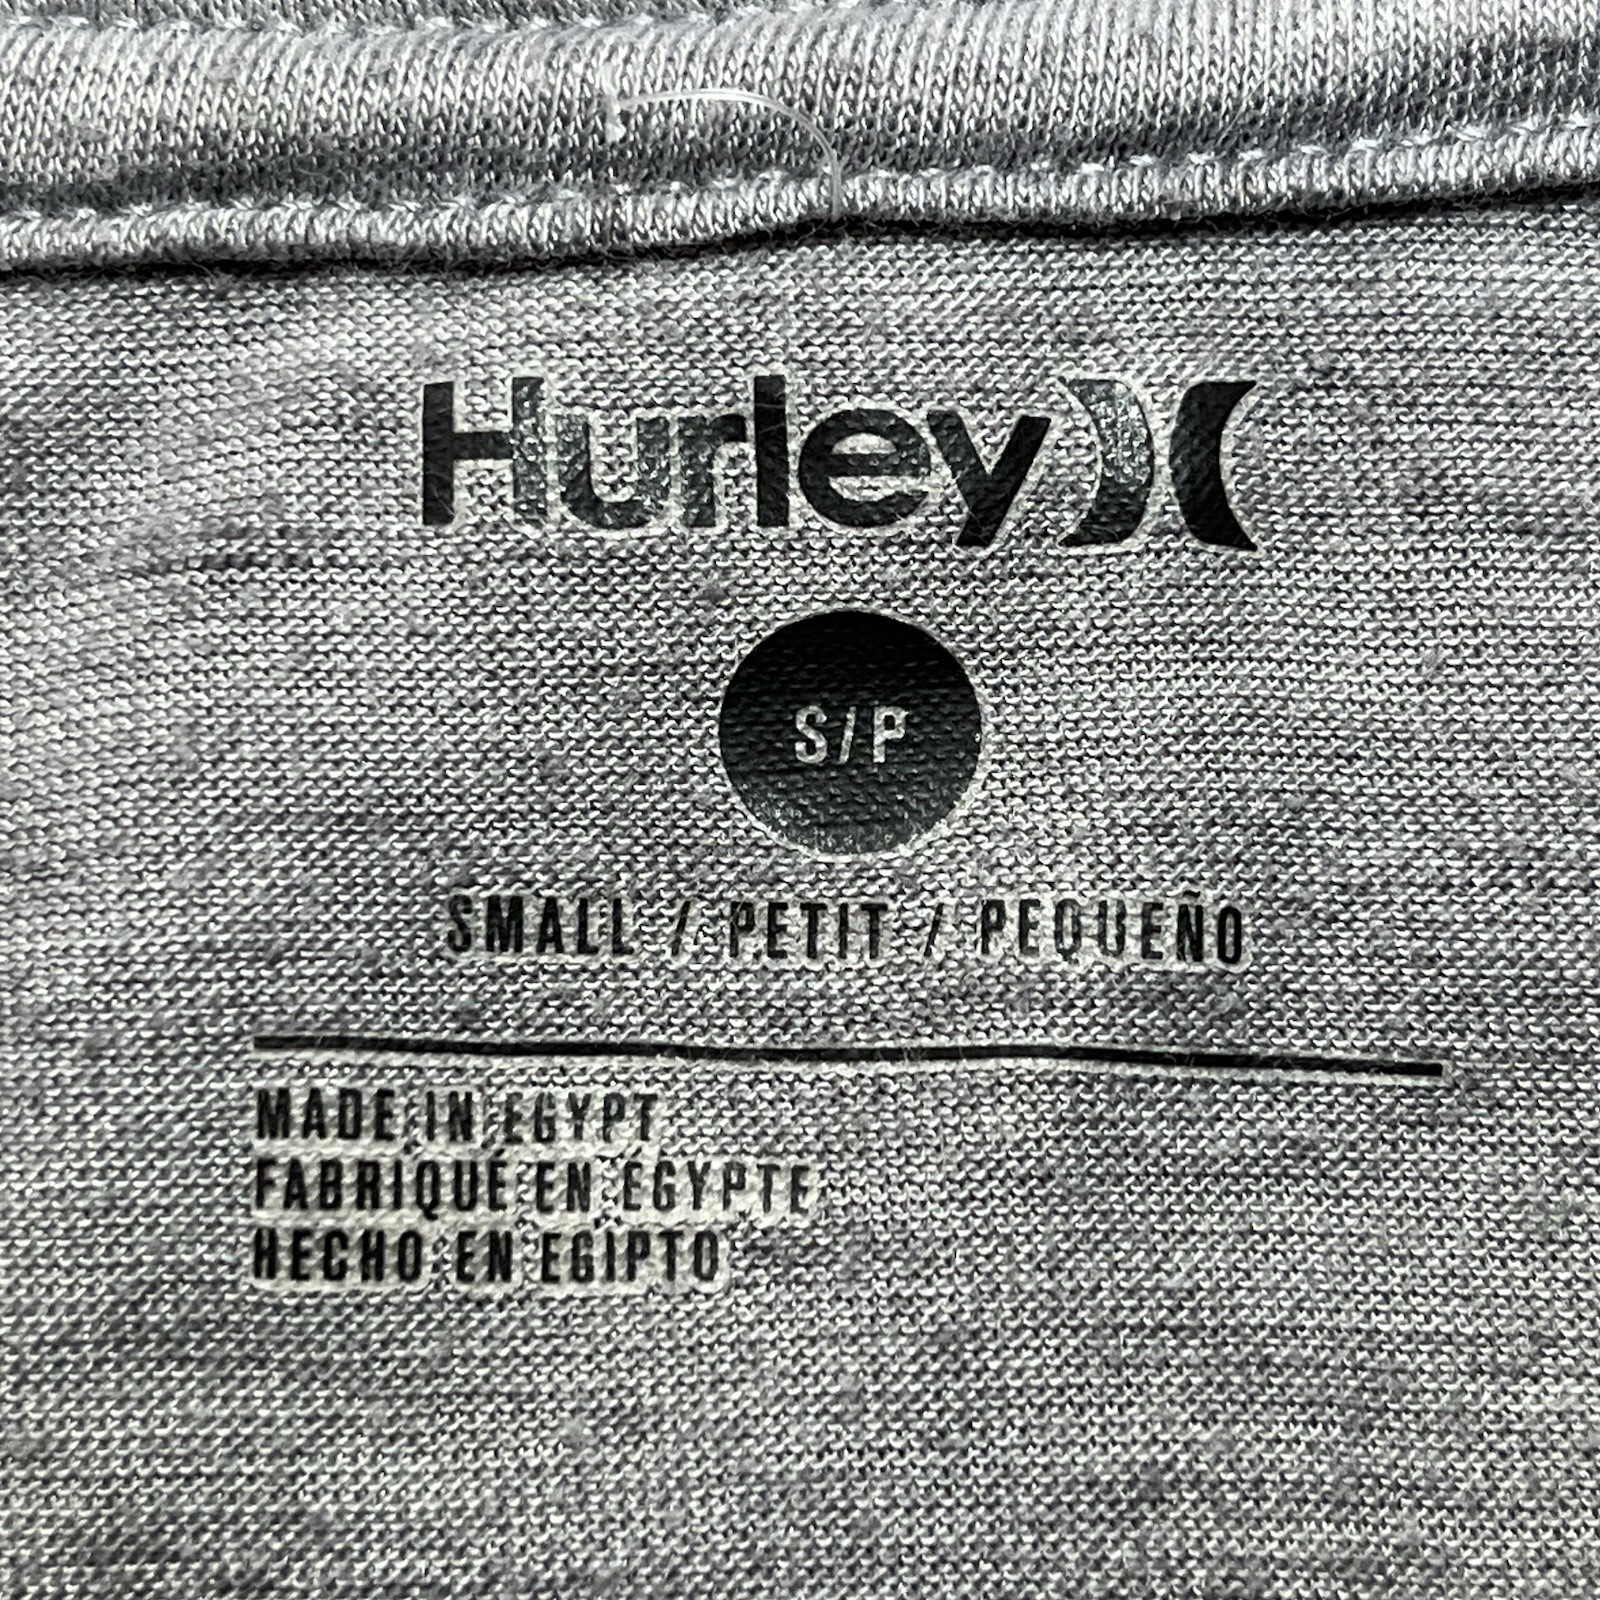 Hurley
S/P
SMALL / PETIT / PEQUEÑO
MADE IN EGYPT
FABRIQUÉ EN ÉGYPTE
HECHO EN EGIPTO